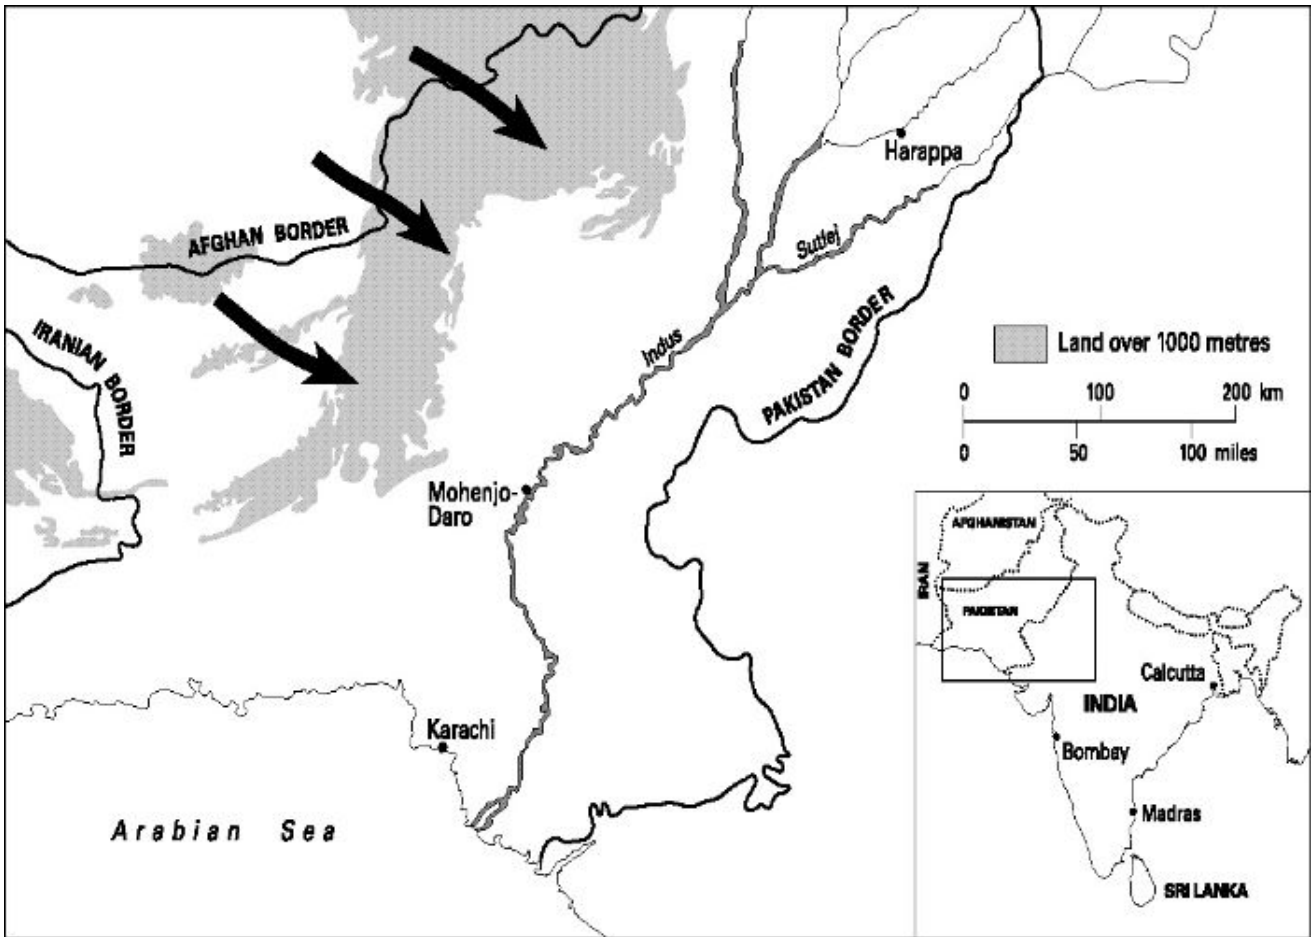 Harappa
AFGHAN BORDER
Sutlej
IRANIAN BORDER
Indus
PAKISTAN BORDER
Land over 1000 metres
0 100 200 km
0 50 100 miles
Mohenjo-
Daro
Karachi
Arabian Sea
AFGHANISTAN
IRAN
PAKISTAN
Calcutta
INDIA
Bombay
Madras
SRI LANKA